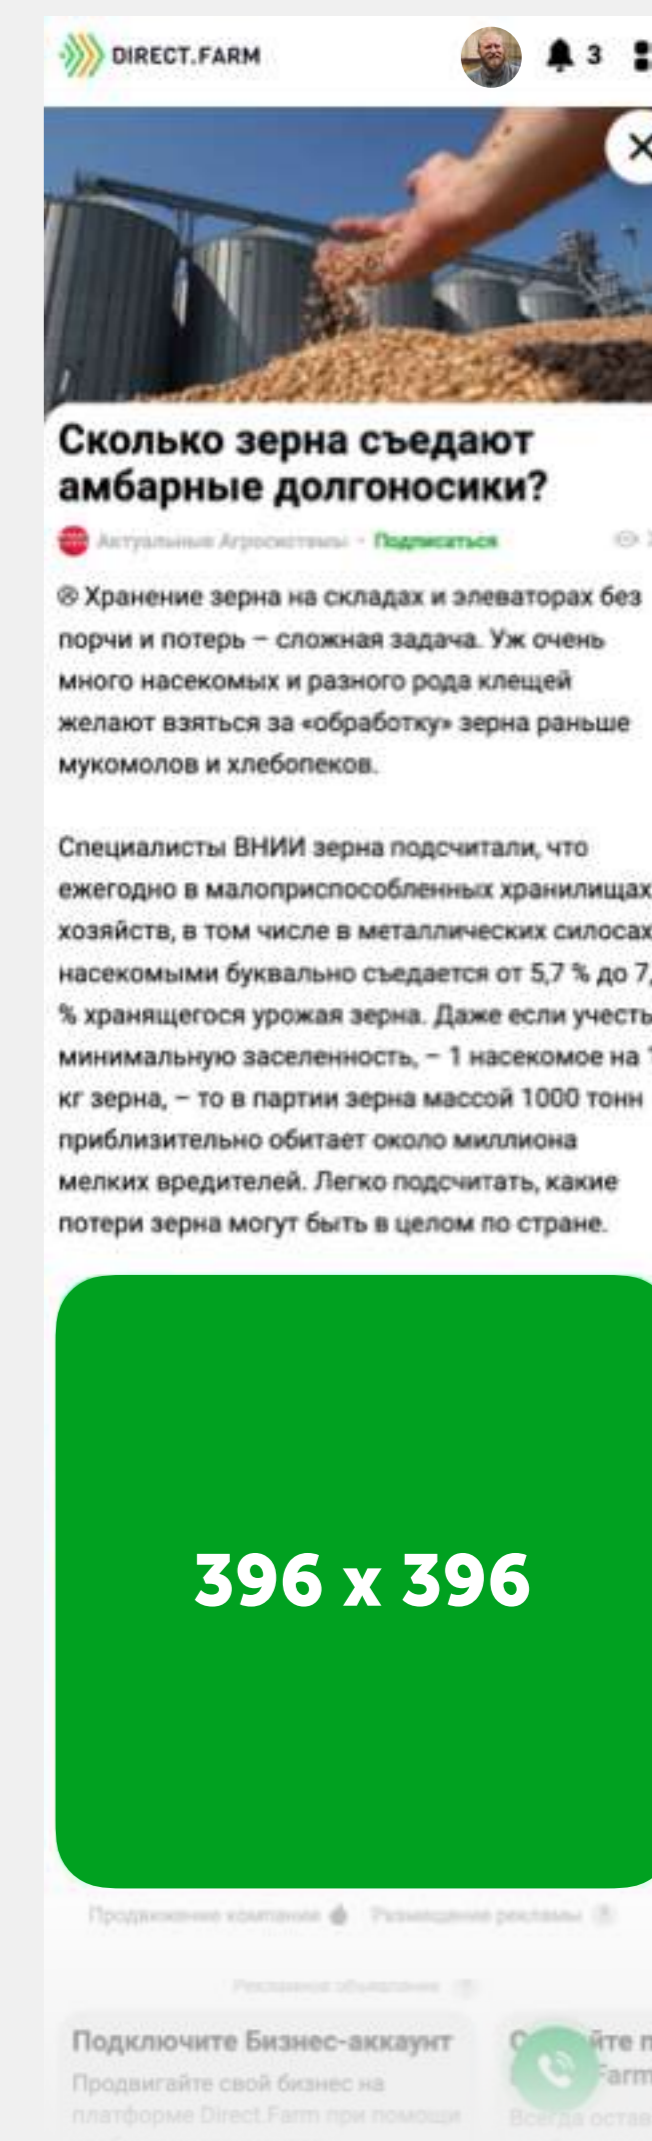 DIRECT.FARM
3
Сколько зерна съедают
амбарные долгоносики?
Актуальные Агросистемы - Подписаться
Хранение зерна на складах и элеваторах без
порчи и потерь – сложная задача. Уж очень
много насекомых и разного рода клещей
желают взяться за «обработку» зерна раньше
мукомолов и хлебопеков.
Специалисты ВНИИ зерна подсчитали, что
ежегодно в малоприспособленных хранилищах
хозяйств, в том числе в металлических силосах
насекомыми буквально съедается от 5,7 % до 7,
% хранящегося урожая зерна. Даже если учесть
минимальную заселенность, – 1 насекомое на 1
кг зерна, – то в партии зерна массой 1000 тонн
приблизительно обитает около миллиона
мелких вредителей. Легко подсчитать, какие
потери зерна могут быть в целом по стране.
396 x 396
Продвижение компании Размещение рекламы
Рекламное объявление
Подключите Бизнес-аккаунт
Продвигайте свой бизнес на
платформе Direct.Farm при помощи